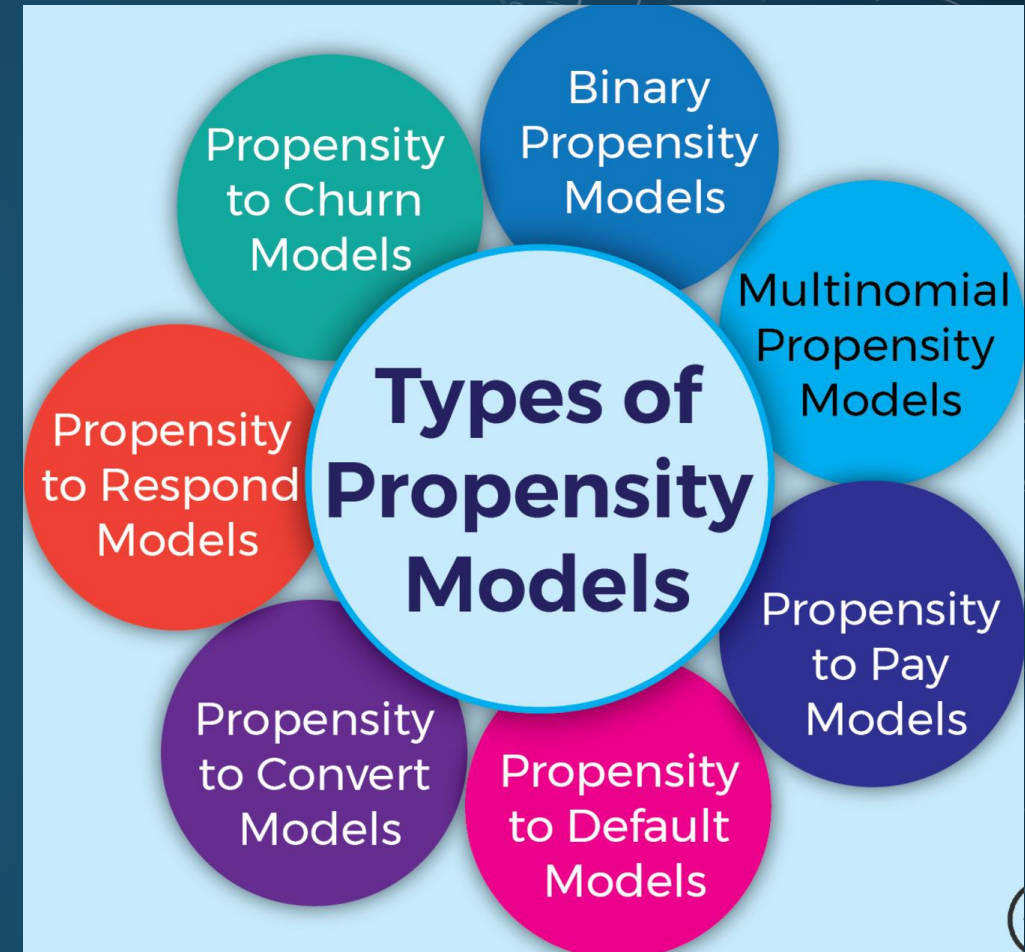 Types of
Propensity
Models
Binary
Propensity
Models
Multinomial
Propensity
Models
Propensity
to Pay
Models
Propensity
to Default
Models
Propensity
to Convert
Models
Propensity
to Respond
Models
Propensity
to Churn
Models